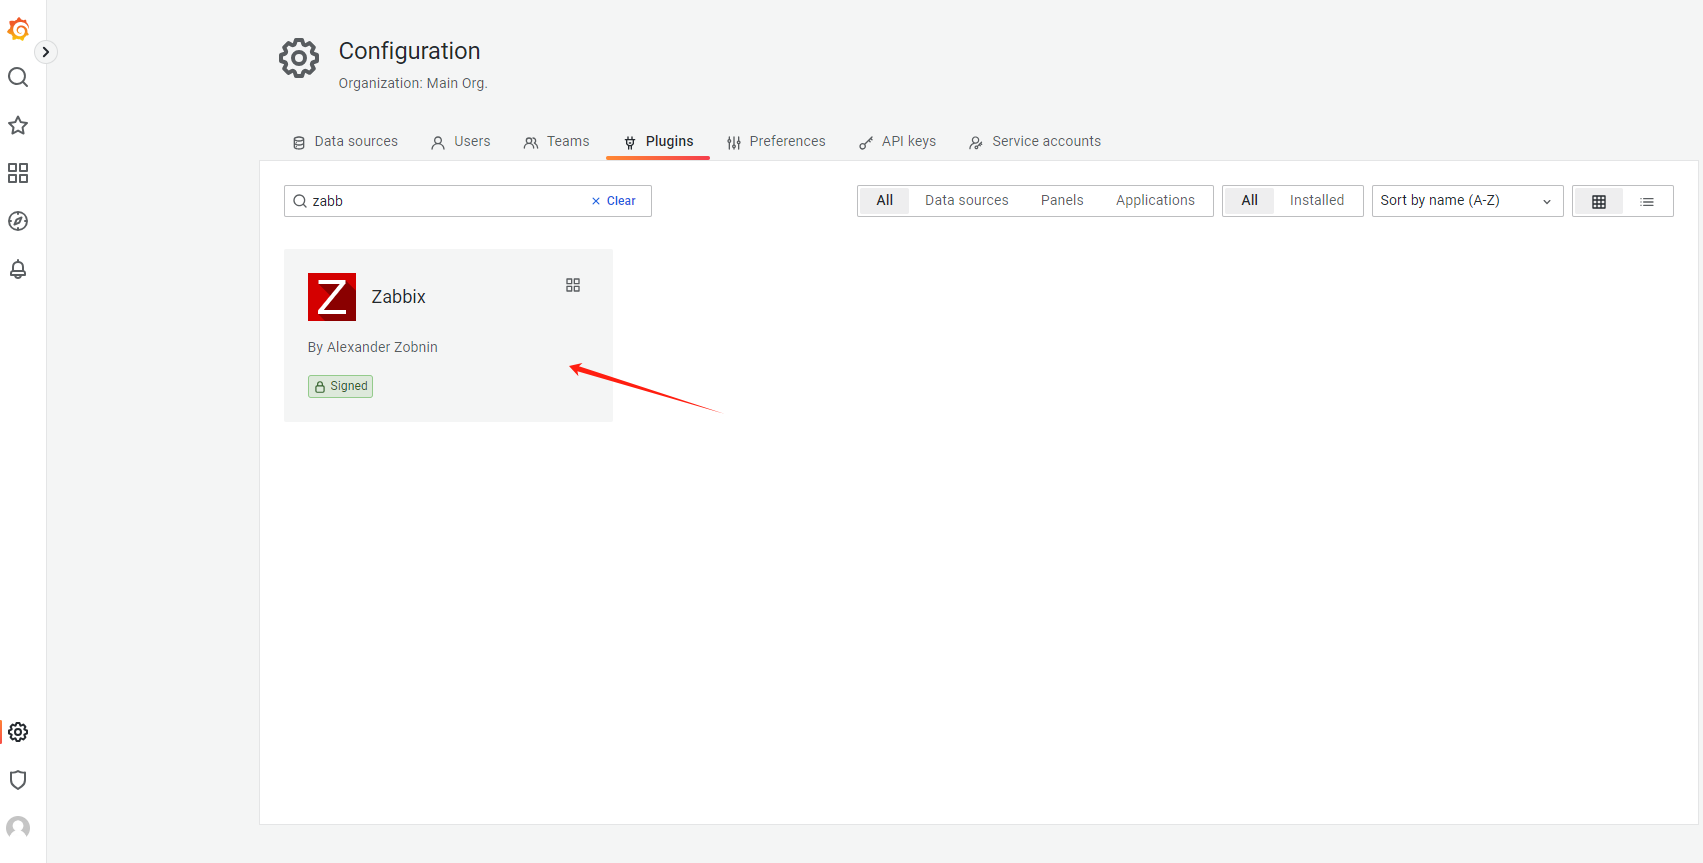 Configuration
Organization: Main Org.
Data sources Users Teams Plugins Preferences API keys Service accounts
zabb Clear All Data sources Panels Applications All Installed Sort by name (A-Z)
Z Zabbix
By Alexander Zobnin
Signed